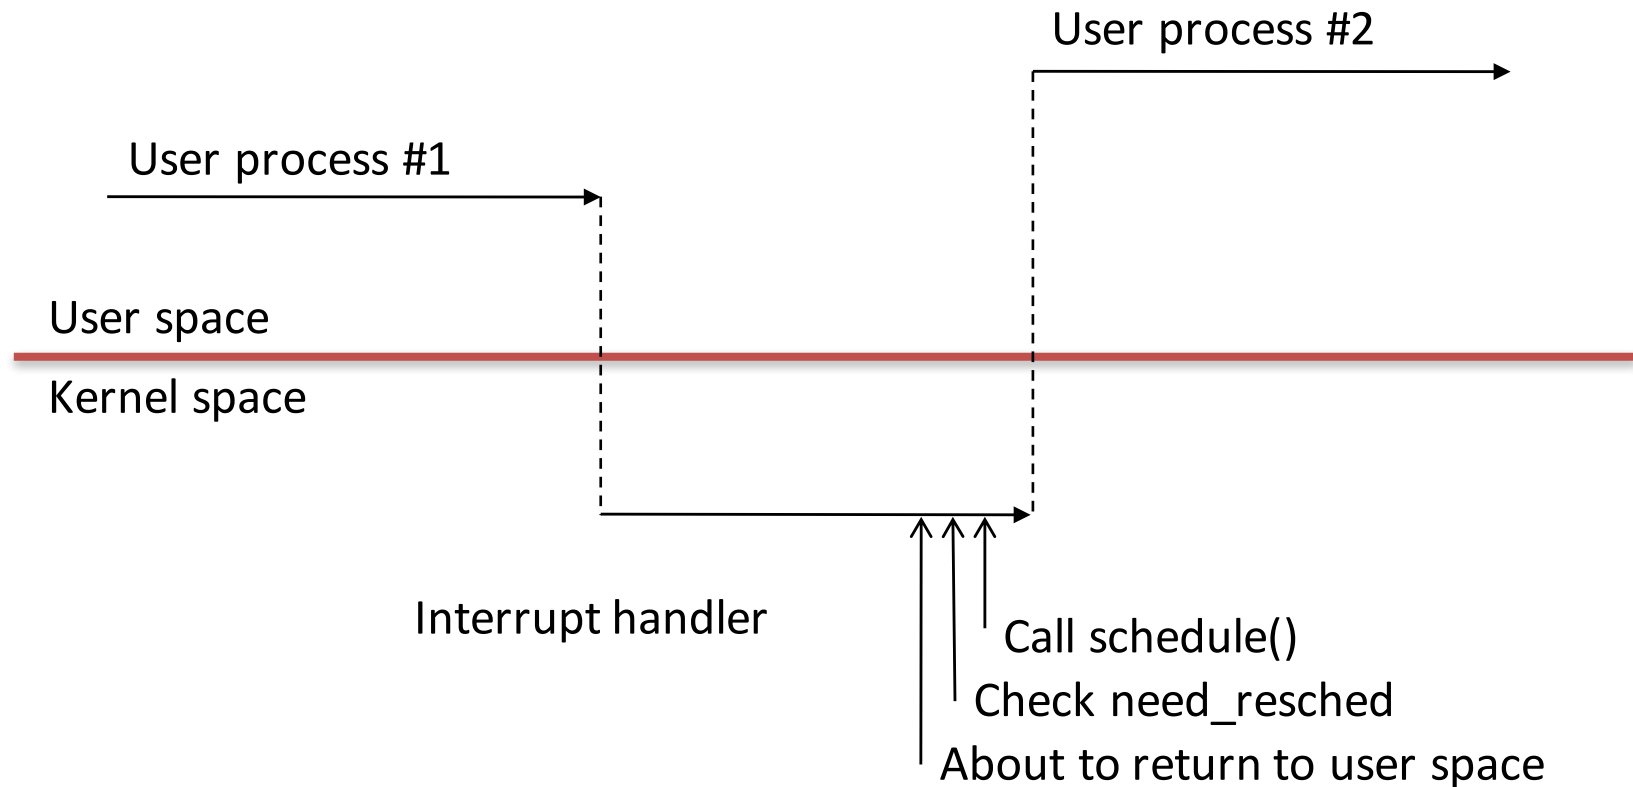 User process #2
User process #1
User space
Kernel space
Interrupt handler
Call schedule()
Check need_resched
About to return to user space